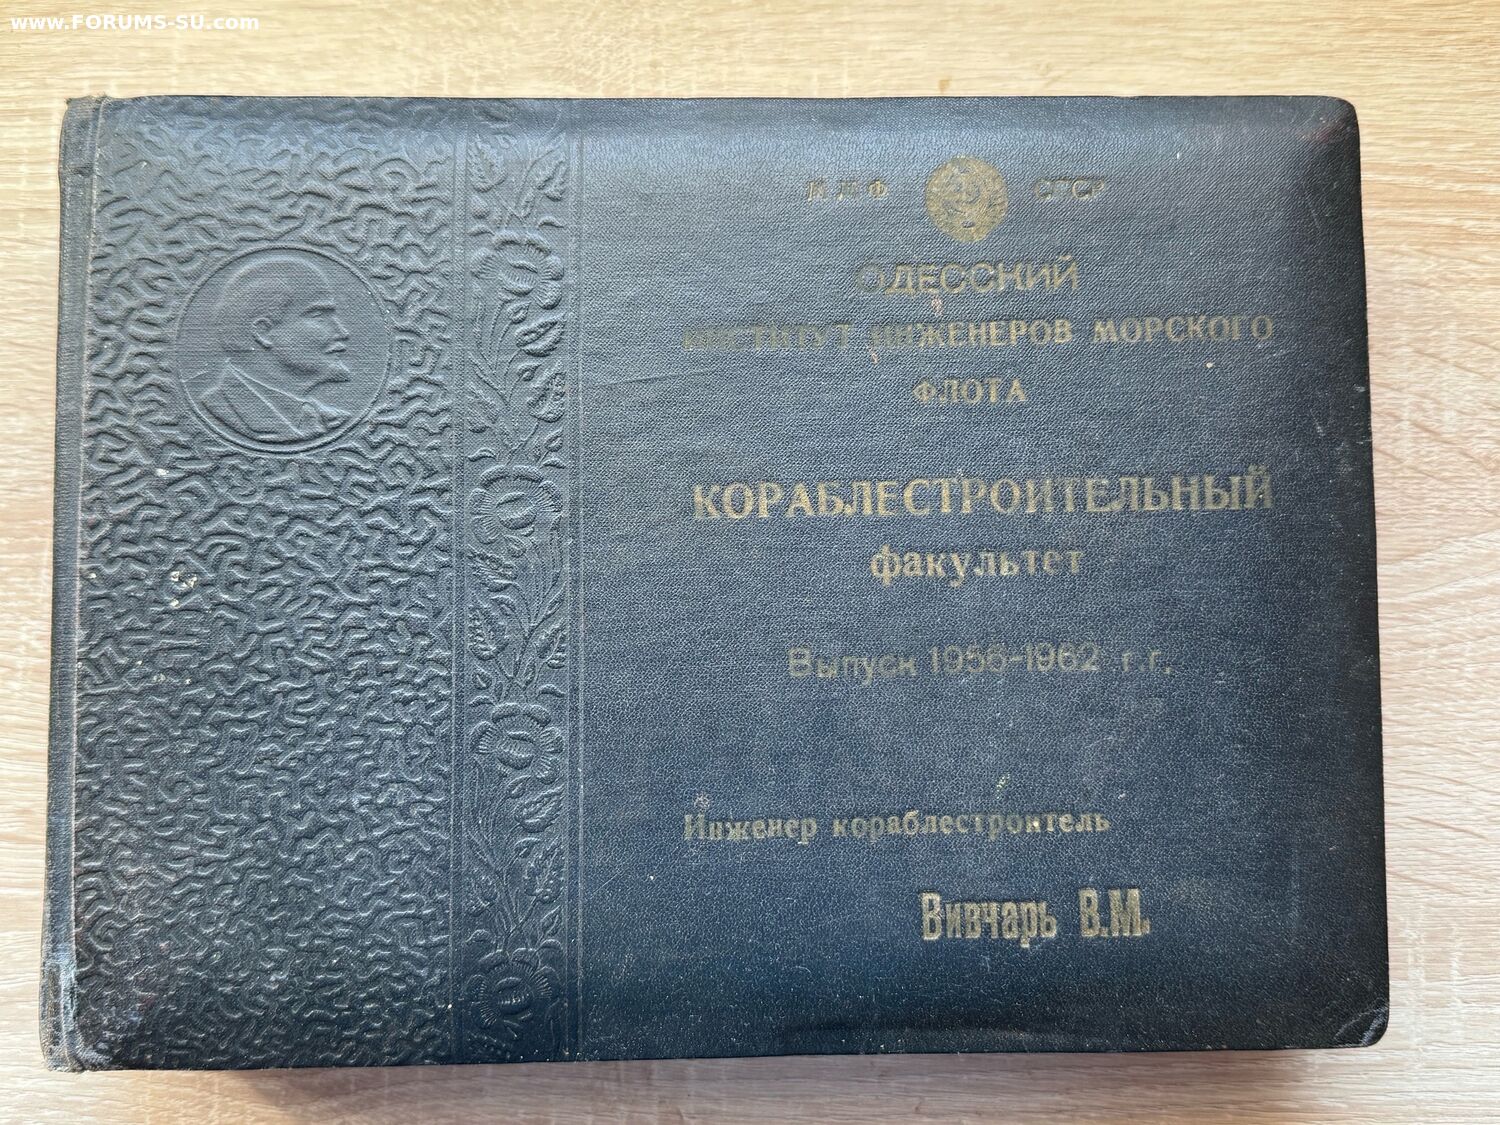 www.FORUMS-SU.com
ММФ СССР
ОДЕССКИЙ
ИНСТИТУТ ИНЖЕНЕРОВ МОРСКОГО
ФЛОТА
КОРАБЛЕСТРОИТЕЛЬНЫЙ
факультет
Выпуск 1956-1962 г.г.
Инженер кораблестроитель
Вивчарь В.М.